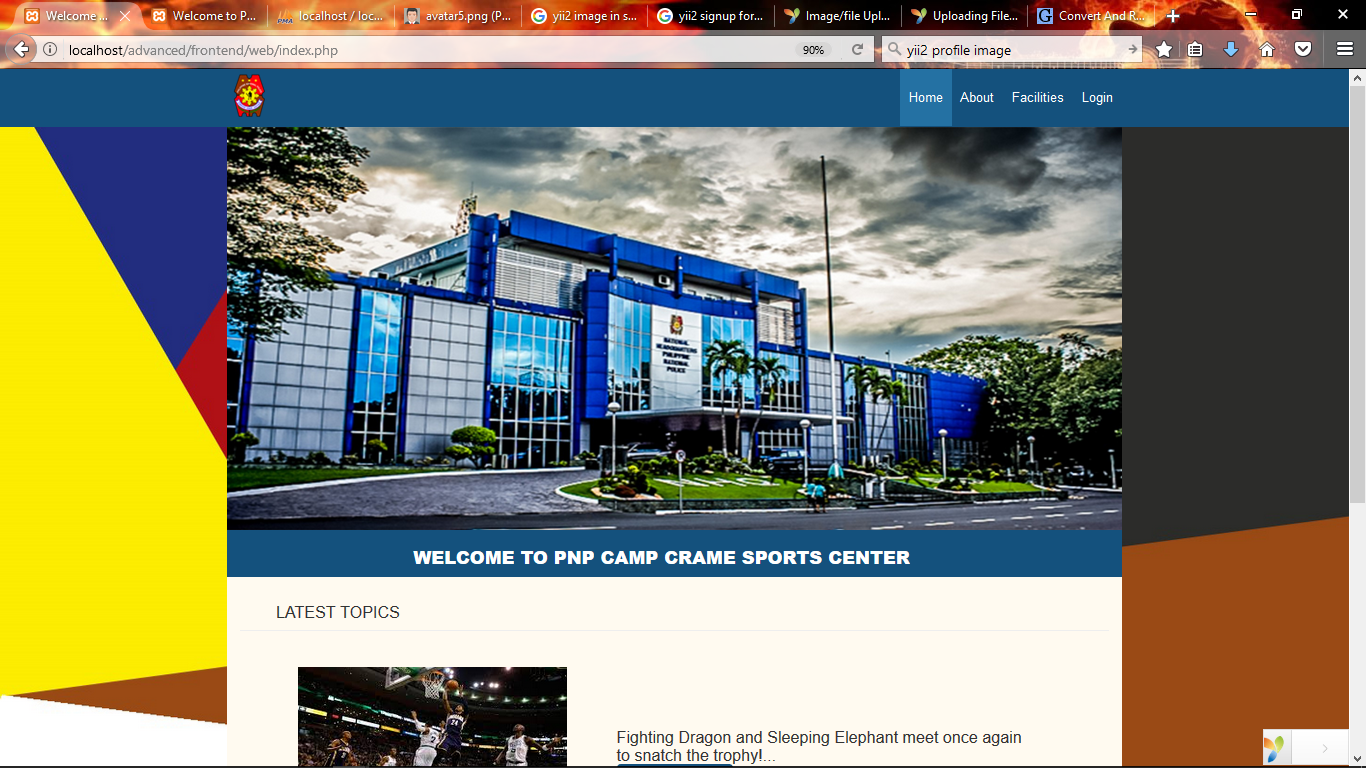 Welcome ...
Welcome to P...
PMA
localhost / loc...
avatar5.png (P...
yii2 image in s...
yii2 signup for...
Image/file Upl...
Uploading File...
Convert And R...
localhost/advanced/frontend/web/index.php
90%
yii2 profile image
Home
About
Facilities
Login
NATIONAL
HEADQUARTERS
PHILIPPINE
NATIONAL
POLICE
NHQ
WELCOME TO PNP CAMP CRAME SPORTS CENTER
LATEST TOPICS
24
Fighting Dragon and Sleeping Elephant meet once again
to snatch the trophy!...